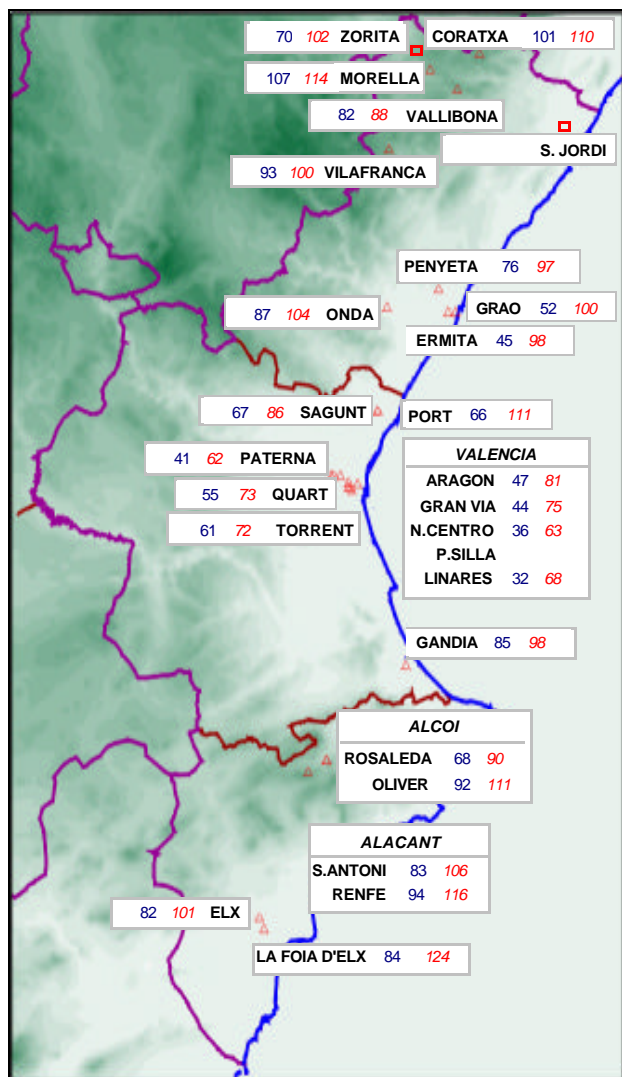 70 102 ZORITA
CORATXA 101 110
107 114 MORELLA
82 88 VALLIBONA
S. JORDI
93 100 VILAFRANCA
PENYETA 76 97
87 104 ONDA
GRAO 52 100
ERMITA 45 98
67 86 SAGUNT
PORT 66 111
41 62 PATERNA
55 73 QUART
61 72 TORRENT
VALENCIA
ARAGON 47 81
GRAN VIA 44 75
N.CENTRO 36 63
P.SILLA
LINARES 32 68
GANDIA 85 98
ALCOI
ROSALEDA 68 90
OLIVER 92 111
ALACANT
S.ANTONI 83 106
RENFE 94 116
82 101 ELX
LA FOIA D'ELX 84 124